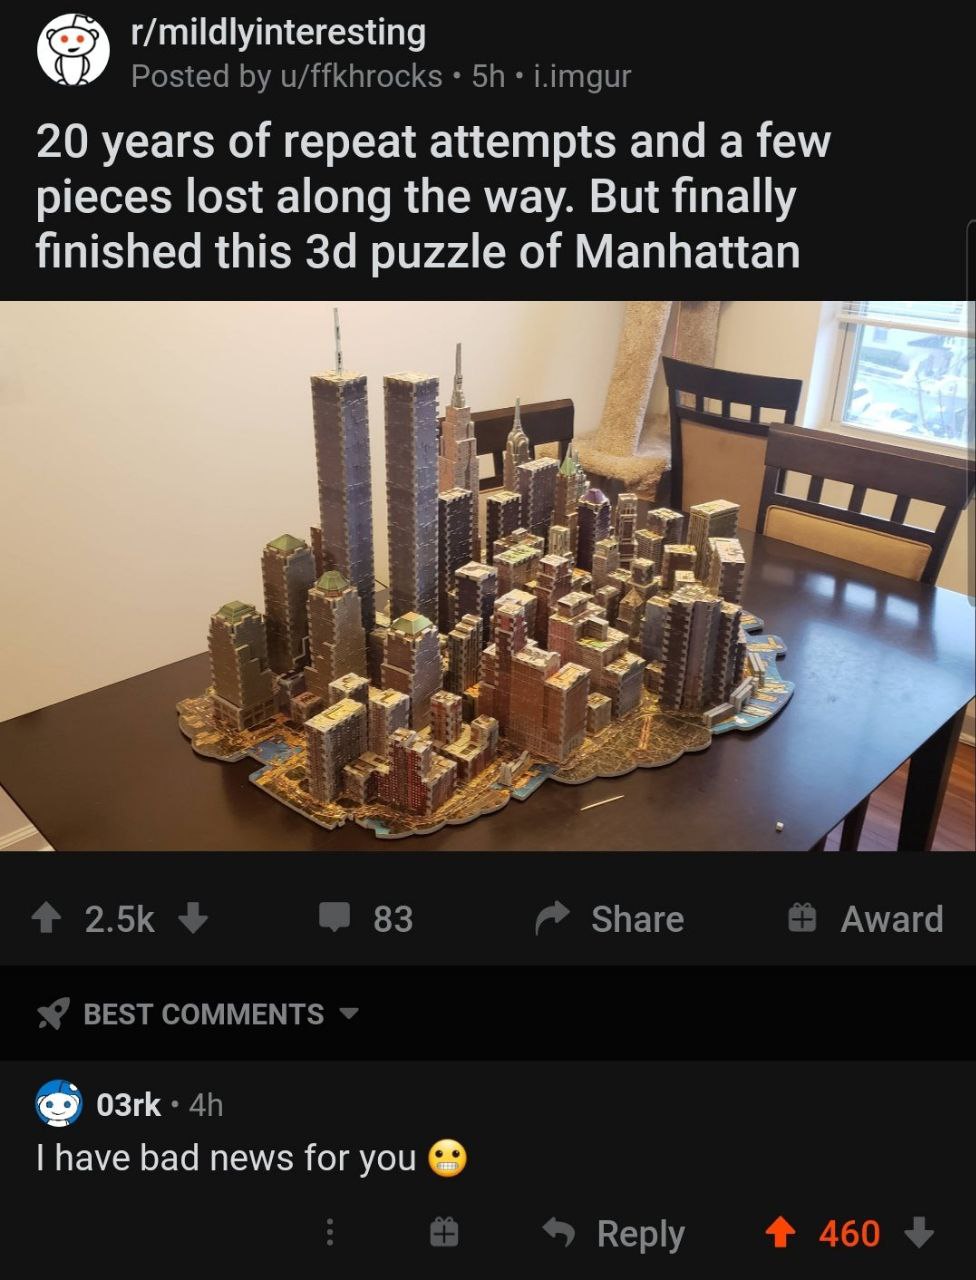 r/mildlyinteresting
Posted by u/ffkhrocks • 5h • i.imgur
20 years of repeat attempts and a few
pieces lost along the way. But finally
finished this 3d puzzle of Manhattan
2.5k
83
Share
Award
BEST COMMENTS
03rk • 4h
I have bad news for you 😬
Reply
460